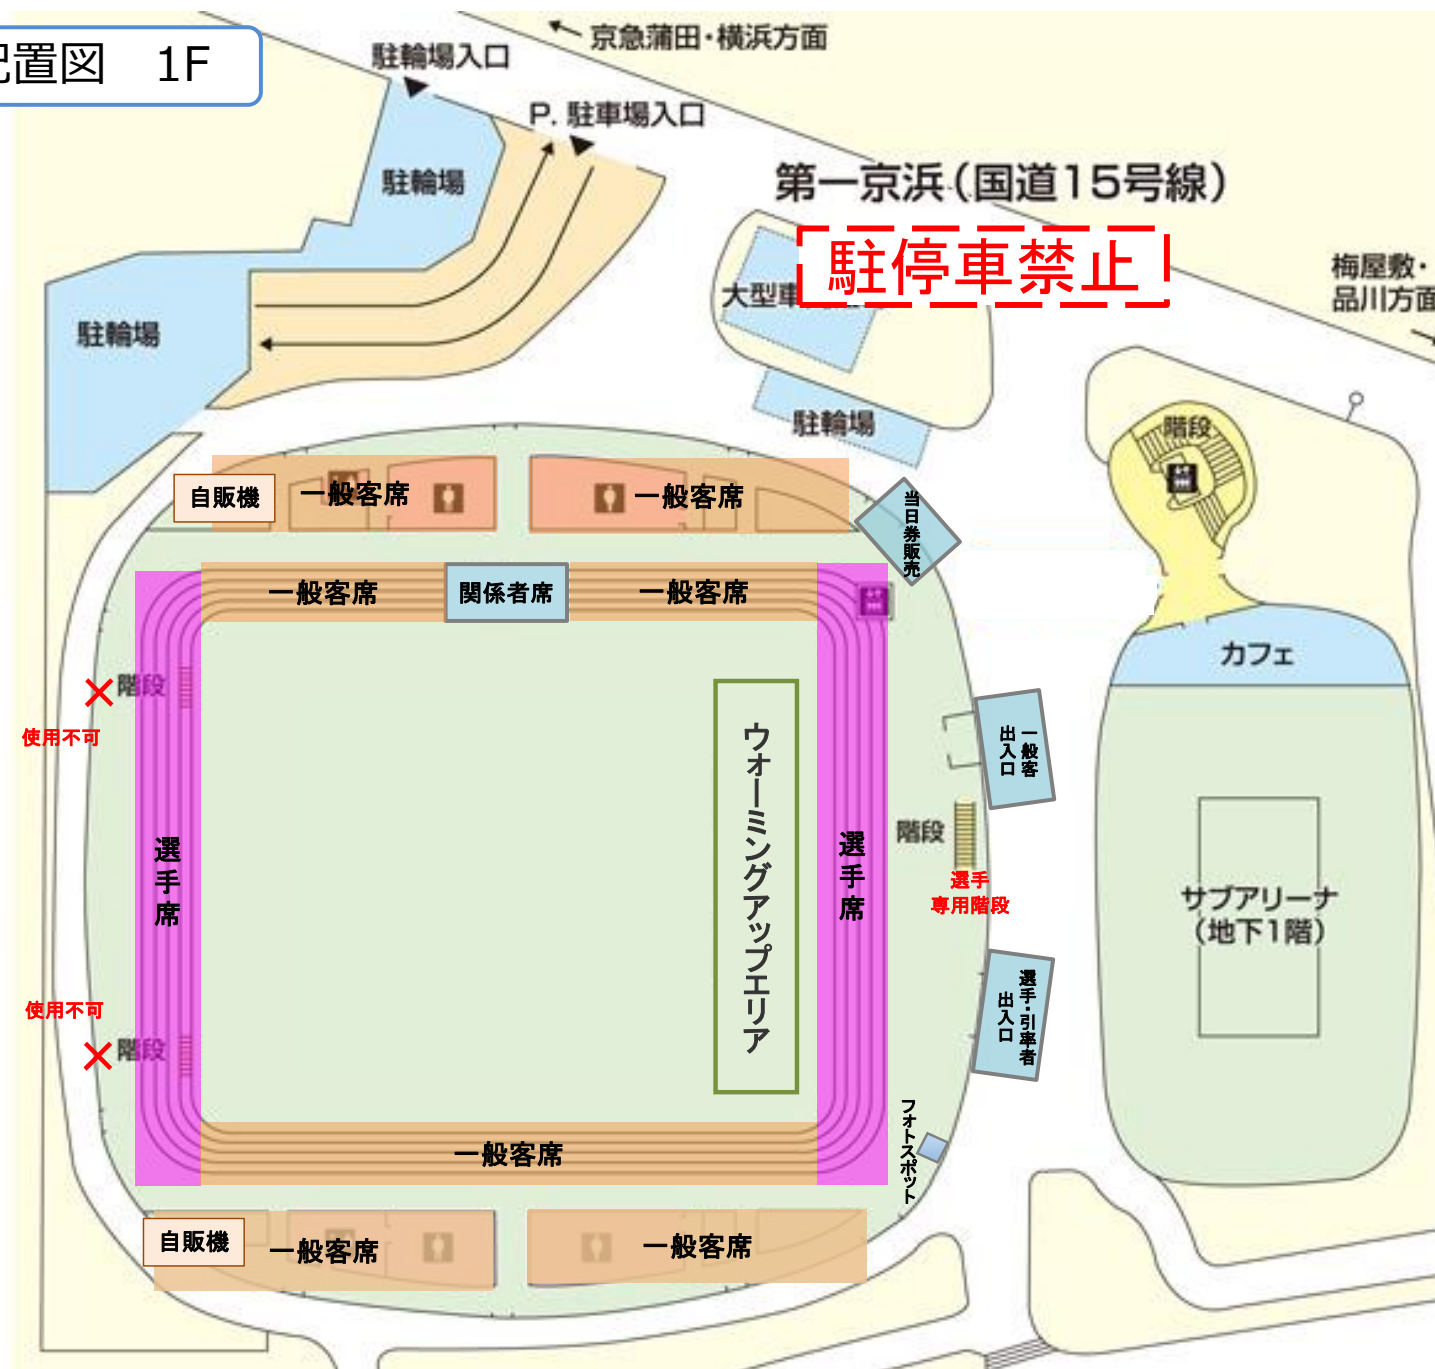 配置図　1F
← 京急蒲田・横浜方面
駐輪場入口
P. 駐車場入口
第一京浜（国道15号線）
駐停車禁止
駐輪場
梅屋敷・
品川方面
駐輪場
大型車
駐輪場
階段
自販機
一般客席
一般客席
当日券販売
一般客席
関係者席
一般客席
カフェ
階段
使用不可
ウォーミングアップエリア
一般客
出入口
選手席
選手席
階段
選手
専用階段
サブアリーナ
（地下1階）
選手・引率者
出入口
使用不可
階段
フォトスポット
一般客席
自販機
一般客席
一般客席